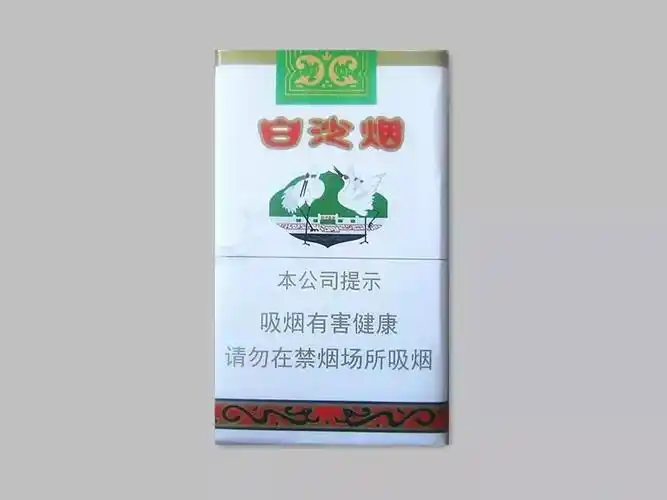 白沙烟
本公司提示
吸烟有害健康
请勿在禁烟场所吸烟